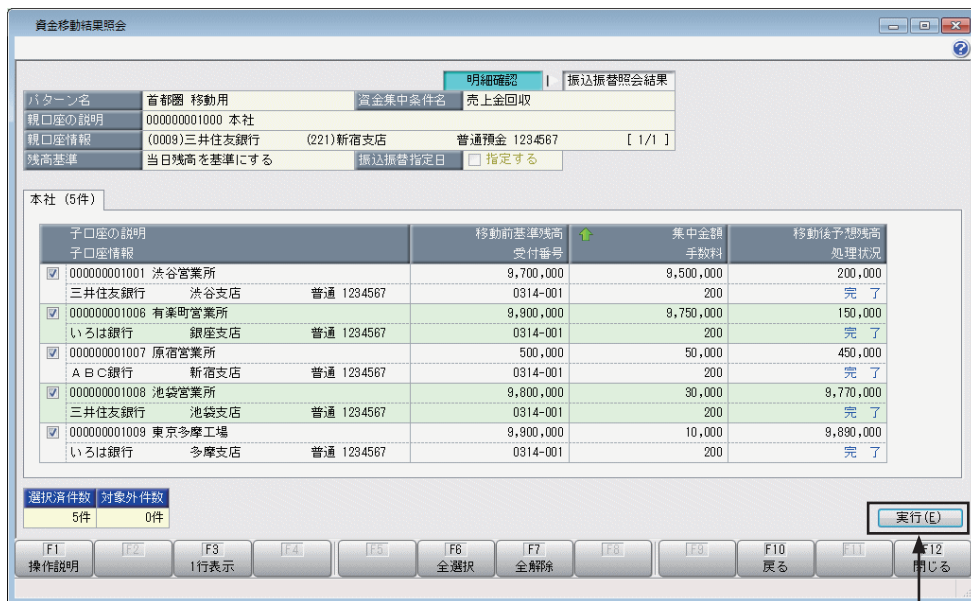 資金移動結果照会
明細確認 振込振替照会結果
パターン名 首都圏 移動用 資金集中条件名 売上金回収
親口座の説明 000000001000 本社
親口座情報 (0009)三井住友銀行 (221)新宿支店 普通預金 1234567 [ 1/1 ]
残高基準 当日残高を基準にする 振込振替指定日 指定する
本社 (5件)
子口座の説明 移動前基準残高 集中金額 移動後予想残高
子口座情報 受付番号 手数料 処理状況
000000001001 渋谷営業所 9,700,000 9,500,000 200,000
三井住友銀行 渋谷支店 普通 1234567 0314-001 200 完 了
000000001006 有楽町営業所 9,900,000 9,750,000 150,000
いろは銀行 銀座支店 普通 1234567 0314-001 200 完 了
000000001007 原宿営業所 500,000 50,000 450,000
ABC銀行 新宿支店 普通 1234567 0314-001 200 完 了
000000001008 池袋営業所 9,800,000 30,000 9,770,000
三井住友銀行 池袋支店 普通 1234567 0314-001 200 完 了
000000001009 東京多摩工場 9,900,000 10,000 9,890,000
いろは銀行 多摩支店 普通 1234567 0314-001 200 完 了
選択済件数 対象外件数
5件 0件
実行(E)
F1 F2 F3 F4 F5 F6 F7 F8 F9 F10 F11 F12
操作説明 1行表示 全選択 全解除 戻る 閉じる